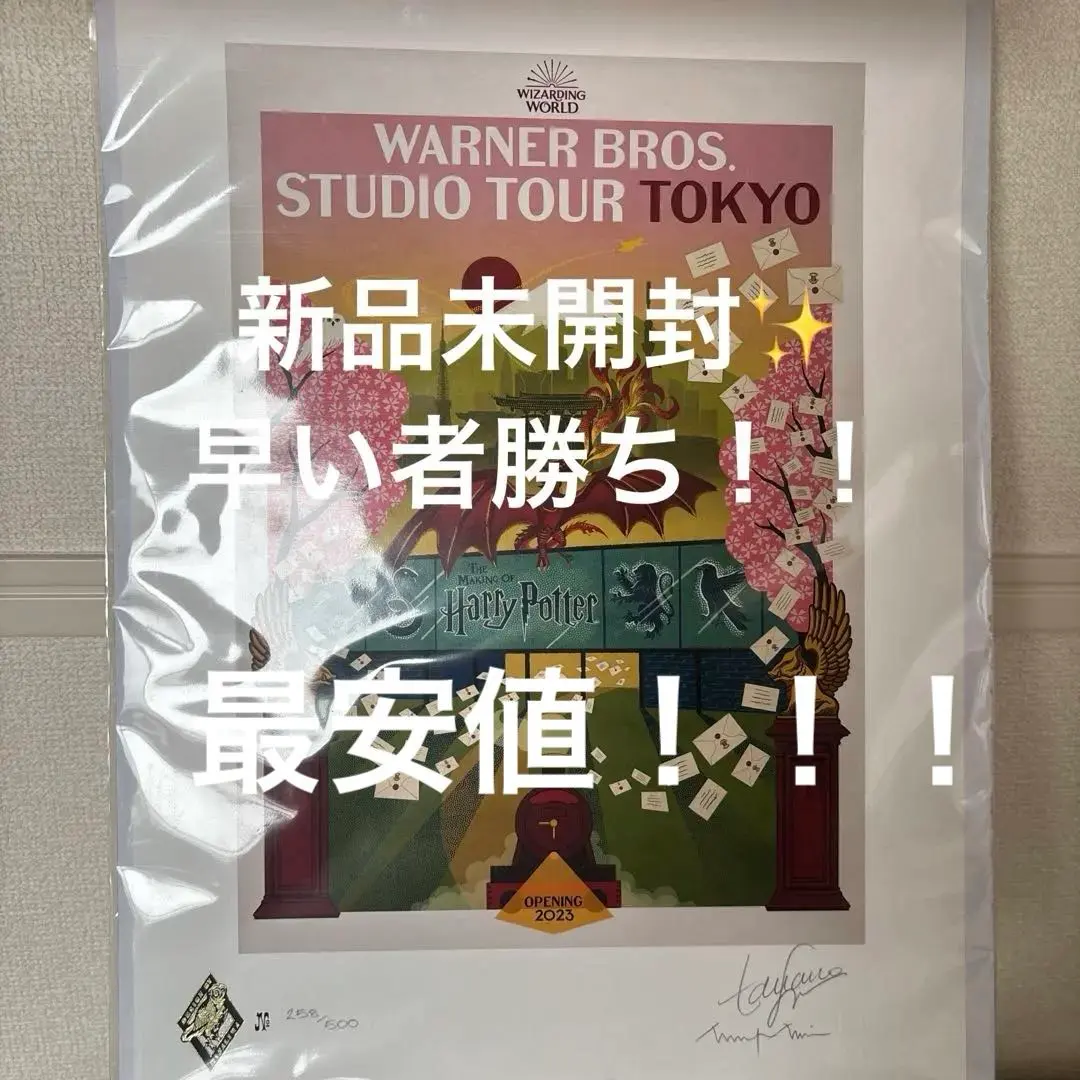 WIZARDING
WORLD
WARNER BROS.
STUDIO TOUR TOKYO
新品未開封✨
早い者勝ち！！
THE
MAKING OF
Harry Potter
最安値！！！
OPENING
2023
№ 258/500